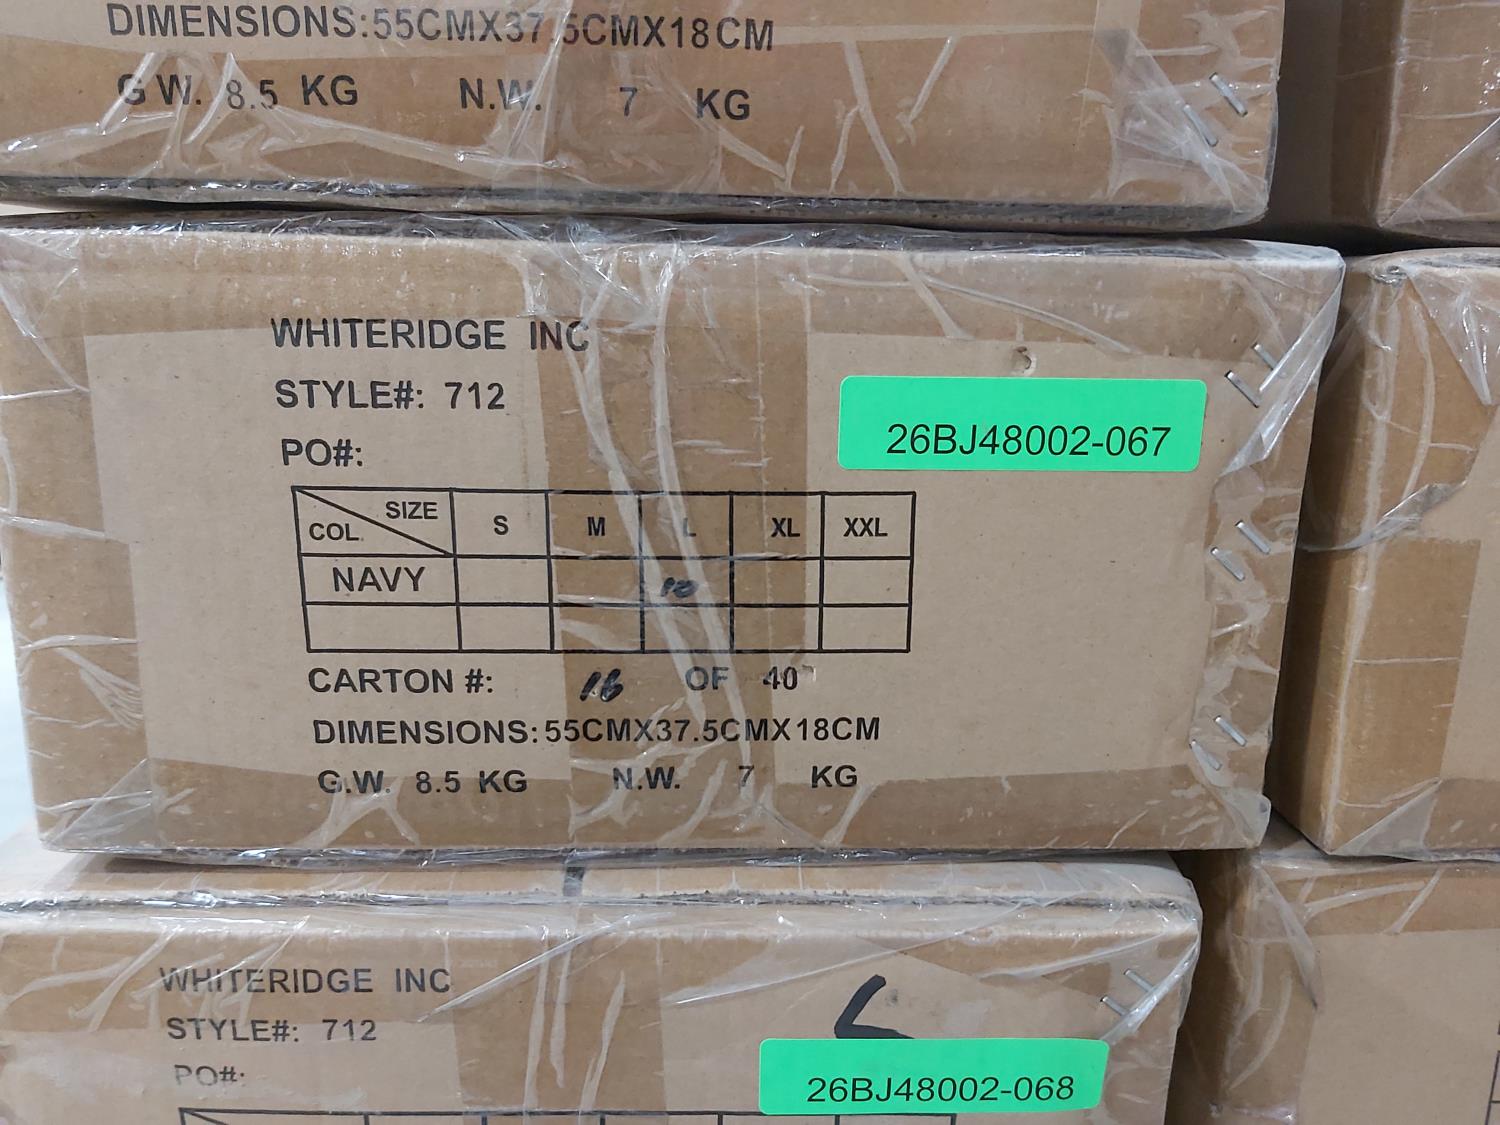 DIMENSIONS:55CMX37.5CMX18CM
G.W. 8.5 KG N.W. 7 KG
WHITERIDGE INC
STYLE#: 712
26BJ48002-067
PO#:
SIZE S M L XL XXL
COL.
NAVY 10
CARTON #: 16 OF 40
DIMENSIONS:55CMX37.5CMX18CM
G.W. 8.5 KG N.W. 7 KG
WHITERIDGE INC
STYLE#: 712
L
PO#:
26BJ48002-068